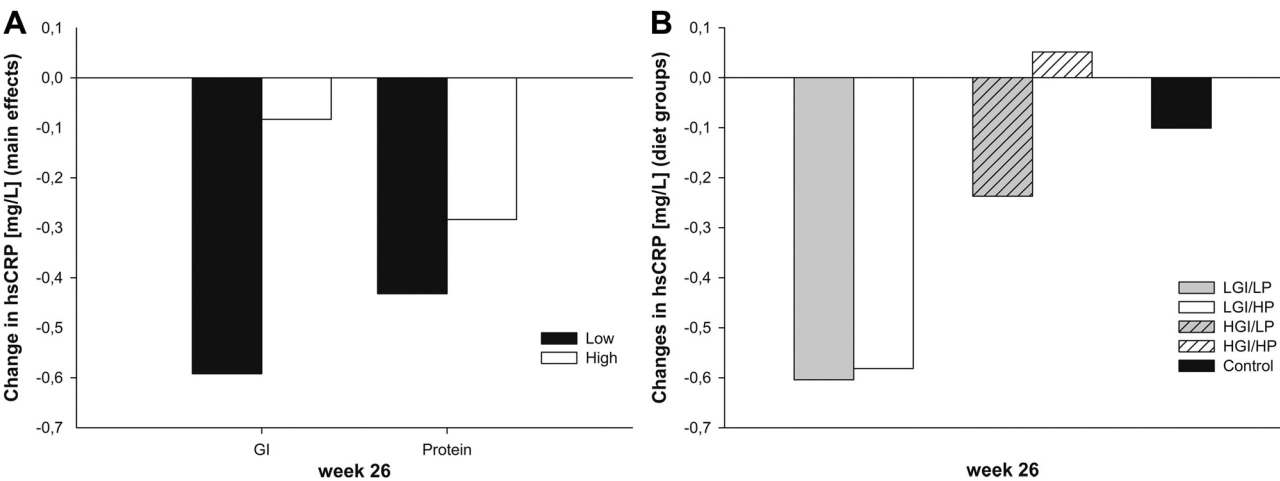 A
Change in hsCRP [mg/L] (main effects)
0,1
0,0
-0,1
-0,2
-0,3
-0,4
-0,5
-0,6
-0,7
Low
High
GI
Protein
week 26
B
Changes in hsCRP [mg/L] (diet groups)
0,1
0,0
-0,1
-0,2
-0,3
-0,4
-0,5
-0,6
-0,7
LGI/LP
LGI/HP
HGI/LP
HGI/HP
Control
week 26